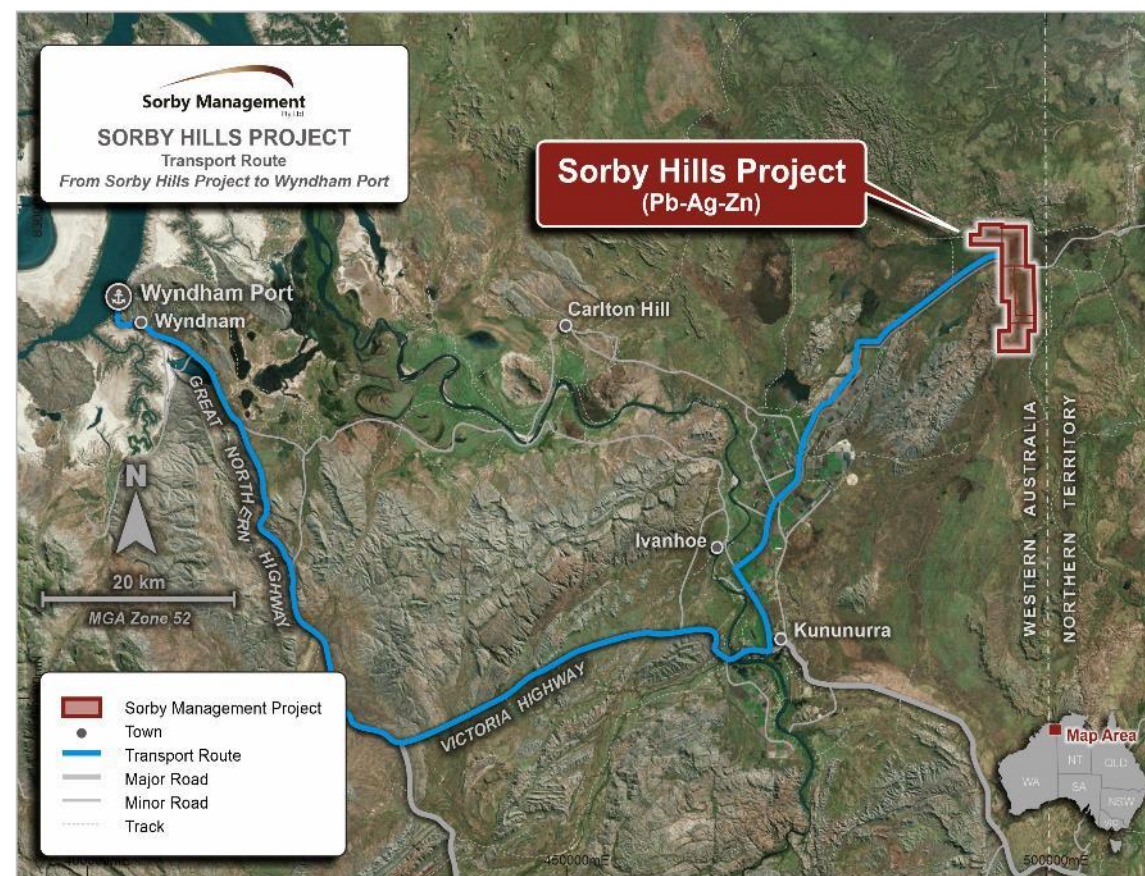 Sorby Management
Pty Ltd
SORBY HILLS PROJECT
Transport Route
From Sorby Hills Project to Wyndham Port
Sorby Hills Project
(Pb-Ag-Zn)
Wyndham Port
Wyndnam
Carlton Hill
GREAT NORTHERN HIGHWAY
N
20 km
MGA Zone 52
Ivanhoe
Kununurra
VICTORIA HIGHWAY
WESTERN AUSTRALIA
NORTHERN TERRITORY
Sorby Management Project
Town
Transport Route
Major Road
Minor Road
Track
Map Area
WA
NT
QLD
SA
NSW
450000mE
500000mE